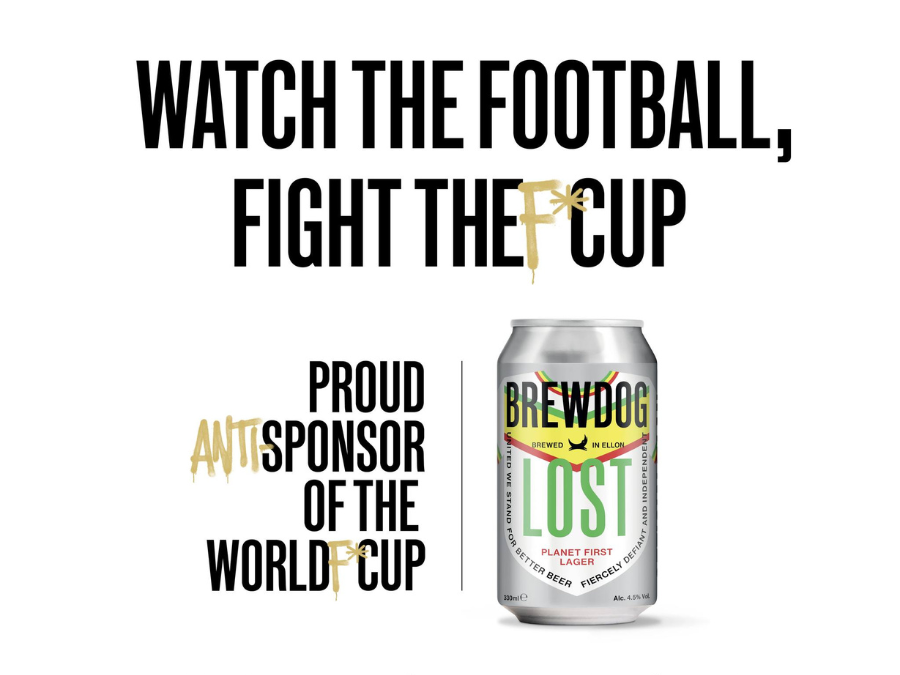 WATCH THE FOOTBALL,
FIGHT THE F*CUP
PROUD
ANTI-SPONSOR
OF THE
WORLDF*CUP
BREWDOG
BREWED IN ELLON
LOST
PLANET FIRST
LAGER
UNITED WE STAND FOR BETTER BEER
FIERCELY DEFIANT AND INDEPENDENT
330ml ℮
Alc. 4.5% Vol.